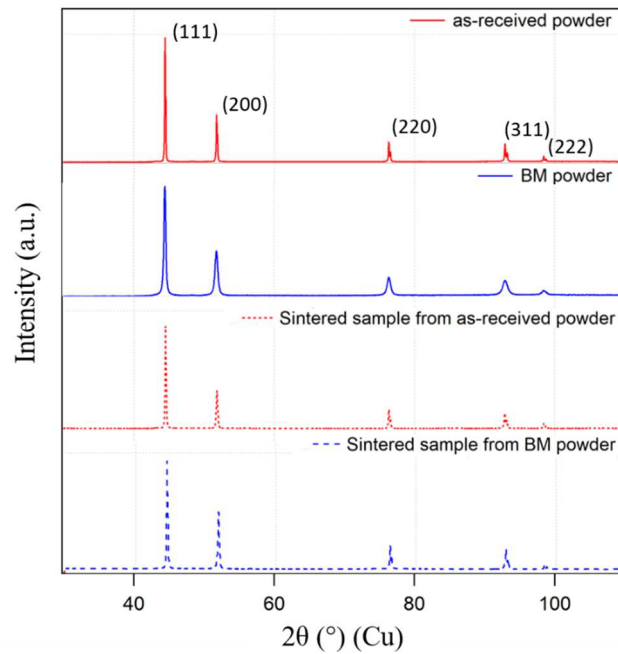 as-received powder
(111)
(200)
(220)
(311)
(222)
BM powder
Sintered sample from as-received powder
Sintered sample from BM powder
Intensity (a.u.)
40 60 80 100
2θ (°) (Cu)